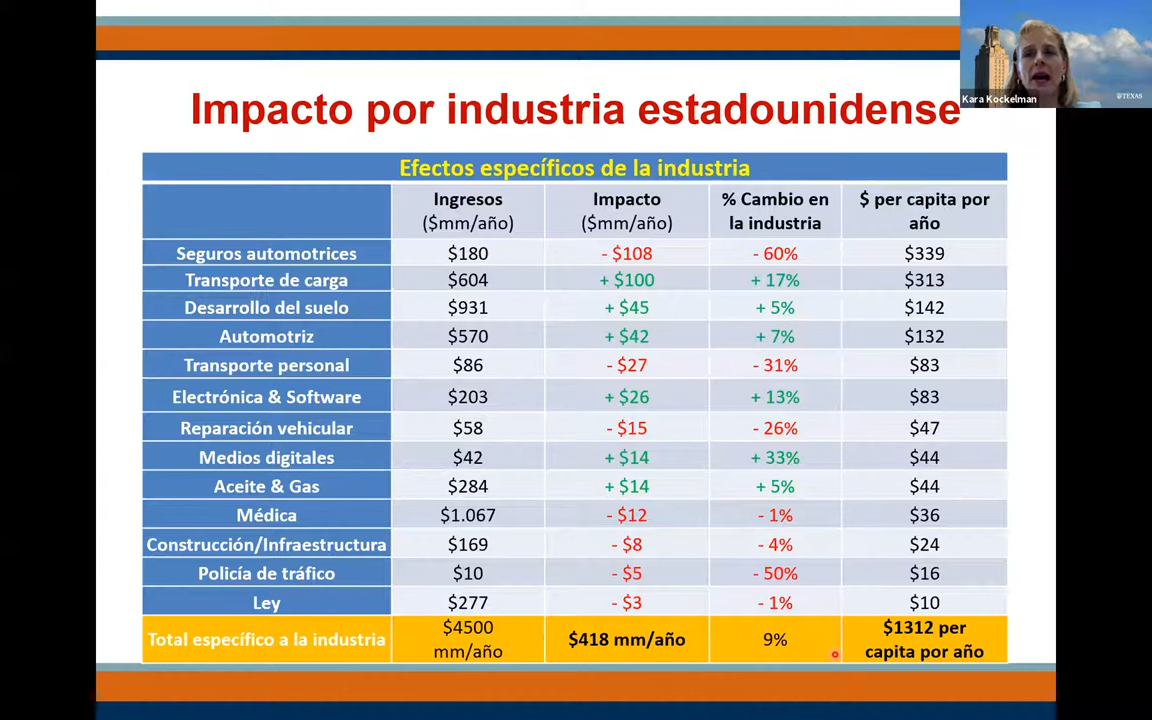 Kara Kockelman
TEXAS
Impacto por industria estadounidense
Efectos específicos de la industria
Ingresos ($mm/año) Impacto ($mm/año) % Cambio en la industria $ per capita por año
Seguros automotrices $180 - $108 - 60% $339
Transporte de carga $604 + $100 + 17% $313
Desarrollo del suelo $931 + $45 + 5% $142
Automotriz $570 + $42 + 7% $132
Transporte personal $86 - $27 - 31% $83
Electrónica & Software $203 + $26 + 13% $83
Reparación vehicular $58 - $15 - 26% $47
Medios digitales $42 + $14 + 33% $44
Aceite & Gas $284 + $14 + 5% $44
Médica $1.067 - $12 - 1% $36
Construcción/Infraestructura $169 - $8 - 4% $24
Policía de tráfico $10 - $5 - 50% $16
Ley $277 - $3 - 1% $10
Total específico a la industria $4500 mm/año $418 mm/año 9% $1312 per capita por año